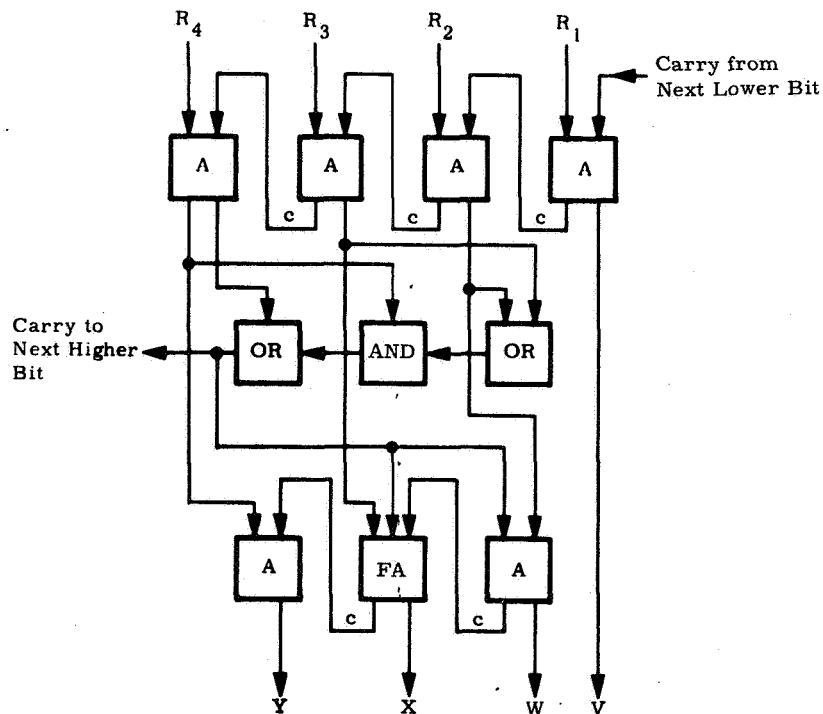 R4 R3 R2 R1
Carry from
Next Lower Bit
A A A A
c c c
Carry to
Next Higher
Bit
OR AND OR
A FA A
c c
Y X W V